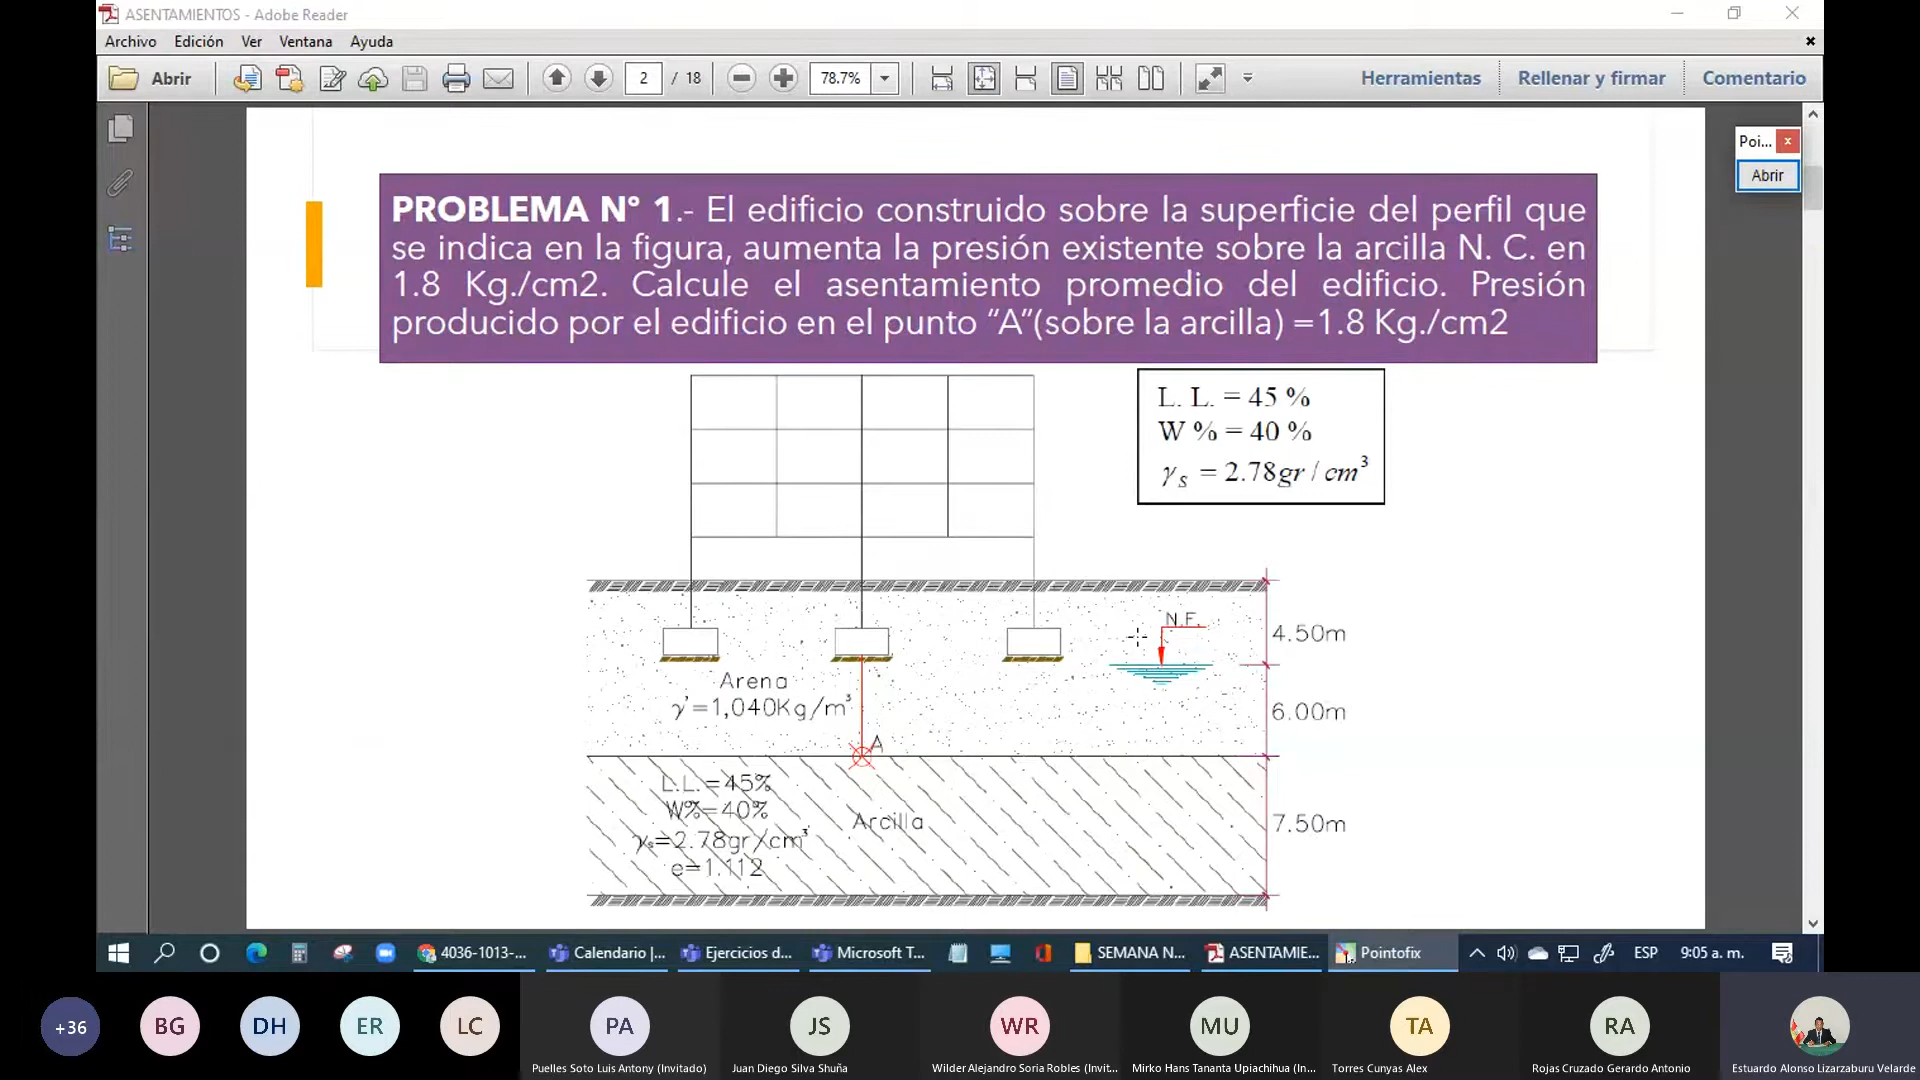 ASENTAMIENTOS - Adobe Reader
Archivo Edición Ver Ventana Ayuda
Abrir 2 / 18 78.7% Herramientas Rellenar y firmar Comentario
Poi...
Abrir
PROBLEMA N° 1.- El edificio construido sobre la superficie del perfil que
se indica en la figura, aumenta la presión existente sobre la arcilla N. C. en
1.8 Kg./cm2. Calcule el asentamiento promedio del edificio. Presión
producido por el edificio en el punto “A“(sobre la arcilla) =1.8 Kg./cm2
L. L. = 45 %
W % = 40 %
γs = 2.78gr / cm³
N.F.
4.50m
Arena
γ'=1,040Kg/m³
6.00m
A
L.L.=45%
W%=40%
γs=2.78gr/cm³
e=1.112
Arcilla
7.50m
4036-1013-... Calendario |... Ejercicios d... Microsoft T... SEMANA N... ASENTAMIE... Pointofix ESP 9:05 a. m.
+36 BG DH ER LC PA JS WR MU TA RA
Puelles Soto Luis Antony (Invitado) Juan Diego Silva Shuña Wilder Alejandro Soria Robles (Invit... Mirko Hans Tananta Upiachihua (In... Torres Cunyas Alex Rojas Cruzado Gerardo Antonio Estuardo Alonso Lizarzaburu Velarde